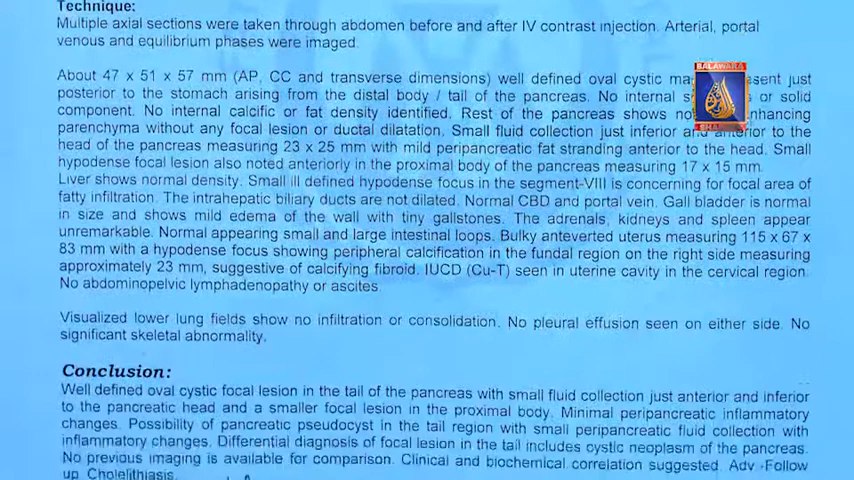 Technique:
Multiple axial sections were taken through abdomen before and after IV contrast injection. Arterial, portal
venous and equilibrium phases were imaged.
About 47 x 51 x 57 mm (AP, CC and transverse dimensions) well defined oval cystic just
posterior to the stomach arising from the distal body / tail of the pancreas. No internal or solid
component. No internal calcific or fat density identified. Rest of the pancreas shows
parenchyma without any focal lesion or ductal dilatation. Small fluid collection just inferior to the
head of the pancreas measuring 23 x 25 mm with mild peripancreatic fat stranding anterior to the head. Small
hypodense focal lesion also noted anteriorly in the proximal body of the pancreas measuring 17 x 15 mm.
Liver shows normal density. Small ill defined hypodense focus in the segment-VIII is concerning for focal area of
fatty infiltration. The intrahepatic biliary ducts are not dilated. Normal CBD and portal vein. Gall bladder is normal
in size and shows mild edema of the wall with tiny gallstones. The adrenals, kidneys and spleen appear
unremarkable. Normal appearing small and large intestinal loops. Bulky anteverted uterus measuring 115 x 67 x
83 mm with a hypodense focus showing peripheral calcification in the fundal region on the right side measuring
approximately 23 mm, suggestive of calcifying fibroid. IUCD (Cu-T) seen in uterine cavity in the cervical region.
No abdominopelvic lymphadenopathy or ascites.
Visualized lower lung fields show no infiltration or consolidation. No pleural effusion seen on either side. No
significant skeletal abnormality.
Conclusion:
Well defined oval cystic focal lesion in the tail of the pancreas with small fluid collection just anterior and inferior
to the pancreatic head and a smaller focal lesion in the proximal body. Minimal peripancreatic inflammatory
changes. Possibility of pancreatic pseudocyst in the tail region with small peripancreatic fluid collection with
inflammatory changes. Differential diagnosis of focal lesion in the tail includes cystic neoplasm of the pancreas.
No previous imaging is available for comparison. Clinical and biochemical correlation suggested. Adv -Follow
up Cholelithiasis.
BALAWARA